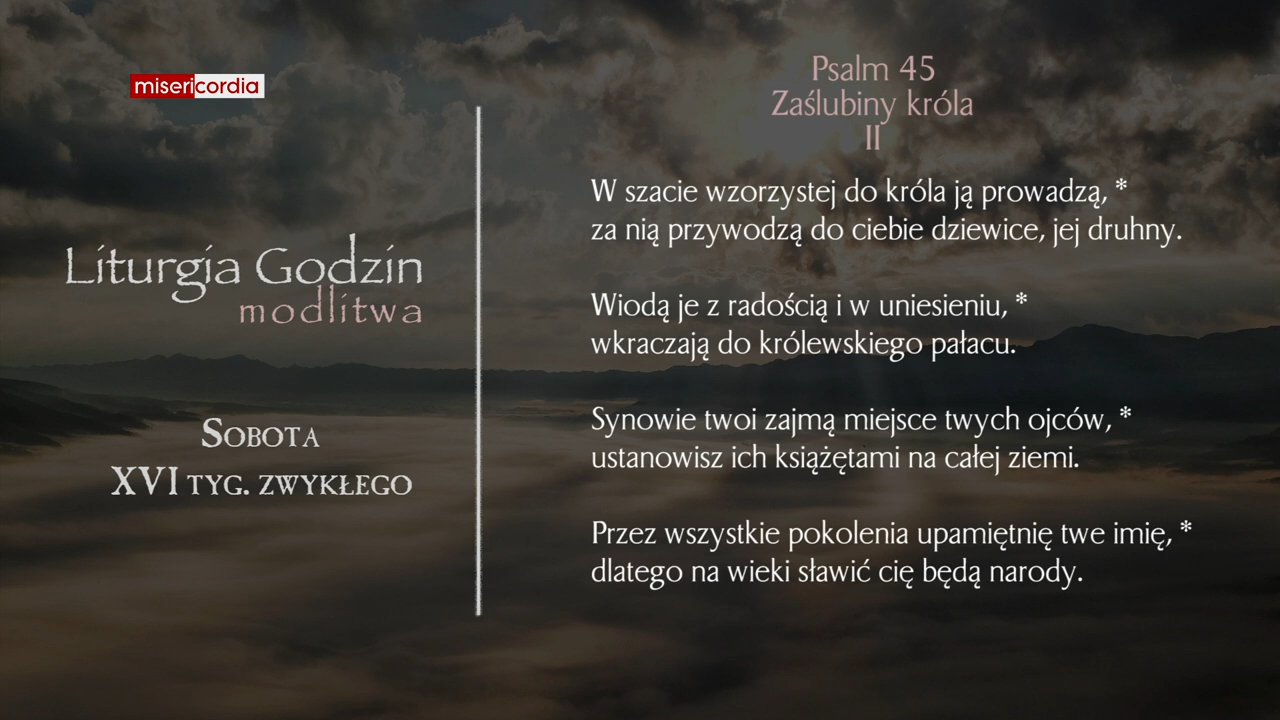 misericordia
Liturgia Godzin
modlitwa
Sobota
XVI tyg. zwykłego
Psalm 45
Zaślubiny króla
II
W szacie wzorzystej do króla ją prowadzą, *
za nią przywodzą do ciebie dziewice, jej druhny.
Wiodą je z radością i w uniesieniu, *
wkraczają do królewskiego pałacu.
Synowie twoi zajmą miejsce twych ojców, *
ustanowisz ich książętami na całej ziemi.
Przez wszystkie pokolenia upamiętnię twe imię, *
dlatego na wieki sławić cię będą narody.